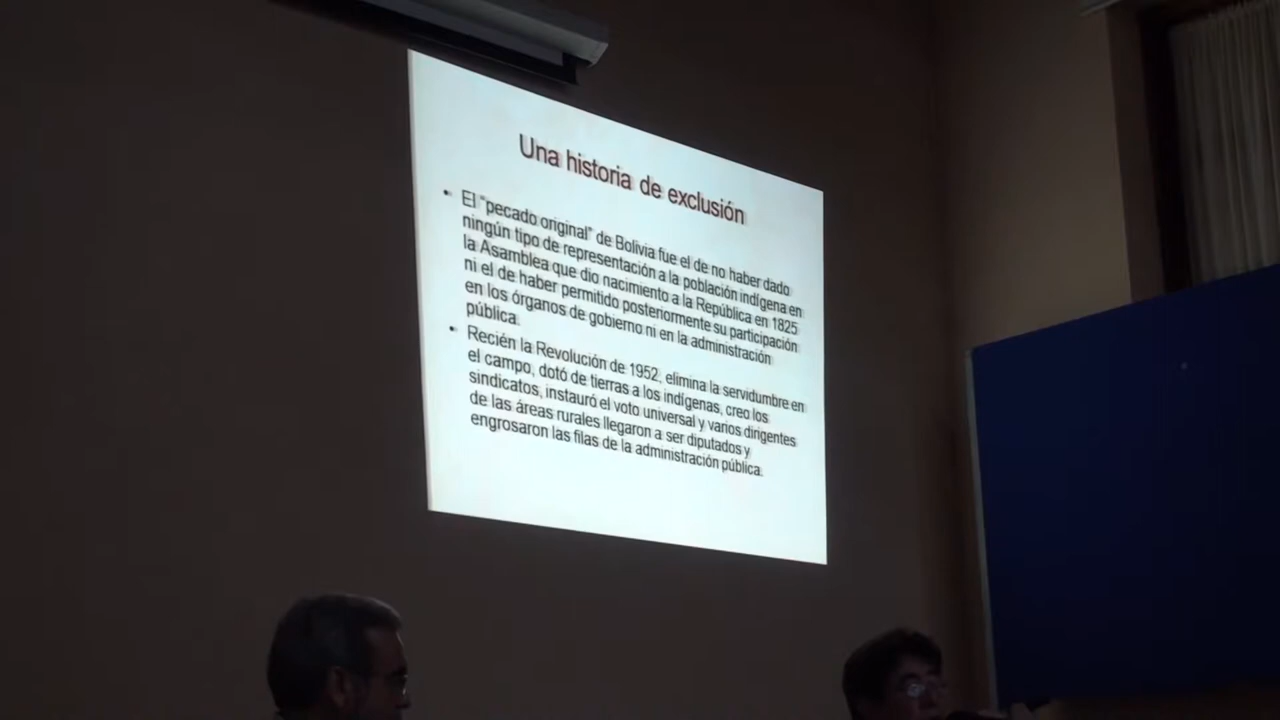 Una historia de exclusión
• El "pecado original" de Bolivia fue el de no haber dado
ningún tipo de representación a la población indígena en
la Asamblea que dio nacimiento a la República en 1825
ni el de haber permitido posteriormente su participación
en los órganos de gobierno ni en la administración
pública.
• Recién la Revolución de 1952, elimina la servidumbre en
el campo, dotó de tierras a los indígenas, creo los
sindicatos, instauró el voto universal y varios dirigentes
de las áreas rurales llegaron a ser diputados y
engrosaron las filas de la administración pública.